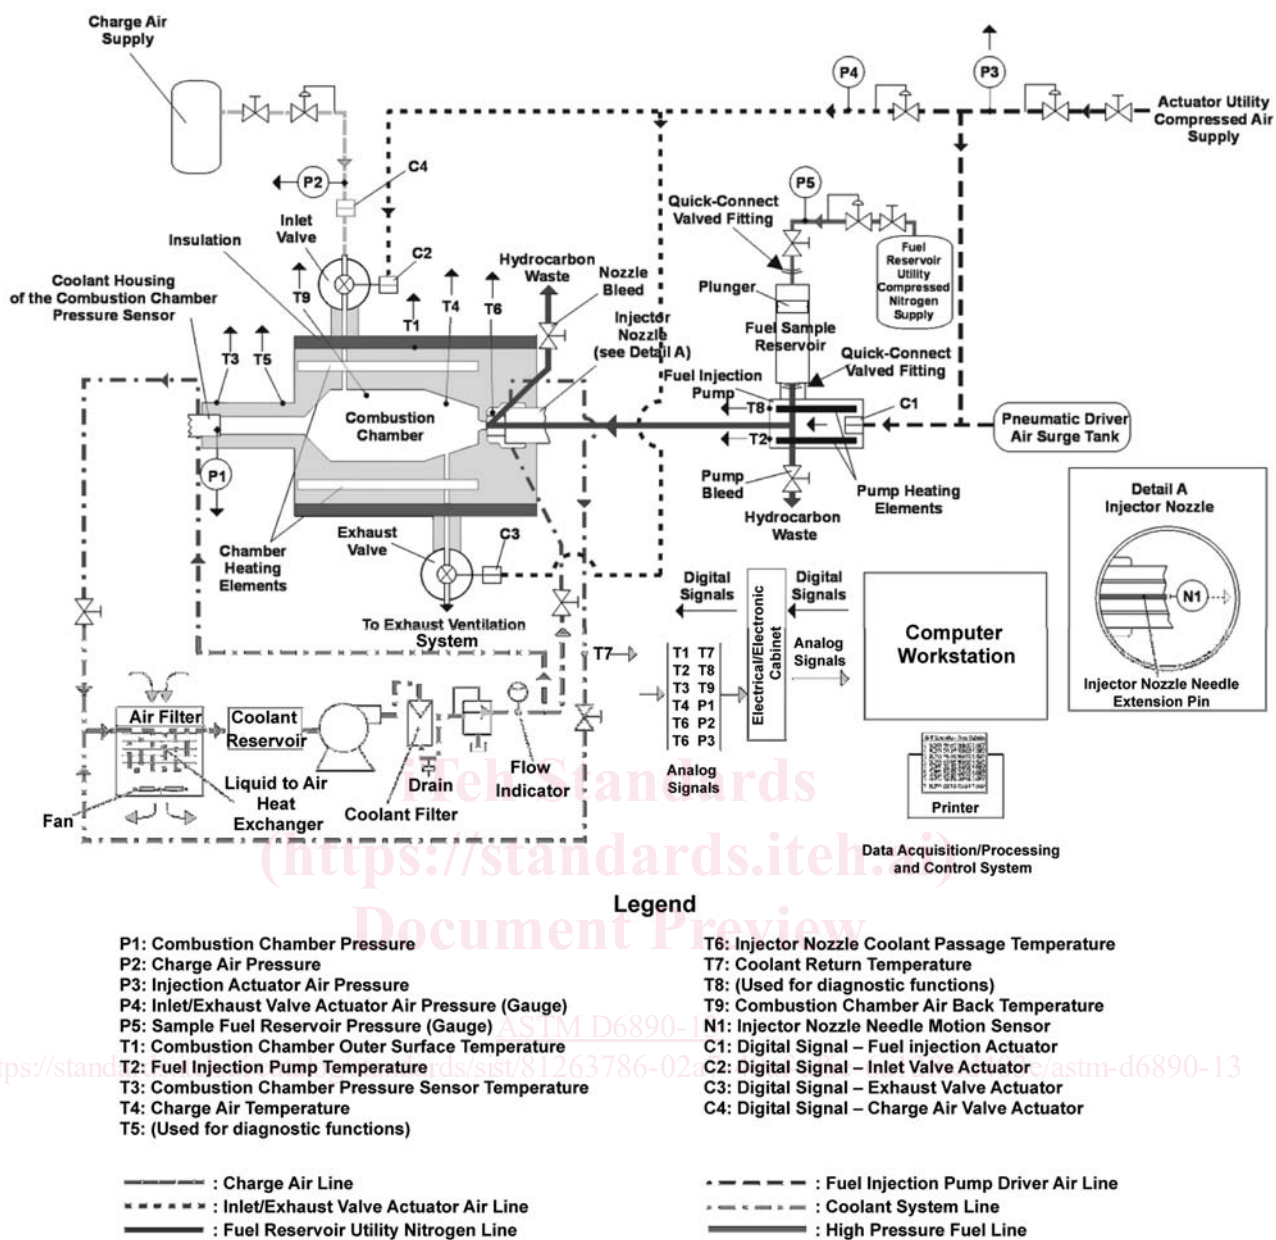 Charge Air
Supply
P4
P3
Actuator Utility
Compressed Air
Supply
C4
P2
P5
Quick-Connect
Valved Fitting
Inlet
Valve
Insulation
C2
Hydrocarbon
Waste
Nozzle
Bleed
Fuel
Reservoir
Utility
Compressed
Nitrogen
Supply
Coolant Housing
of the Combustion Chamber
Pressure Sensor
T9
T1
T4
T6
Plunger
Injector
Nozzle
(see Detail A)
Fuel Sample
Reservoir
T3
T5
Quick-Connect
Valved Fitting
Fuel Injection
Pump
T8
C1
Combustion
Chamber
Pneumatic Driver
Air Surge Tank
T2
P1
Pump
Bleed
Pump Heating
Elements
Hydrocarbon
Waste
Detail A
Injector Nozzle
N1
Injector Nozzle Needle
Extension Pin
Exhaust
Valve
C3
Chamber
Heating
Elements
To Exhaust Ventilation
System
Digital
Signals
Electrical/Electronic
Cabinet
Digital
Signals
Analog
Signals
Computer
Workstation
T7
T1 T7
T2 T8
T3 T9
T4 P1
T6 P2
T6 P3
Analog
Signals
Air Filter
Coolant
Reservoir
Fan
Liquid to Air
Heat
Exchanger
Drain
Coolant Filter
Flow
Indicator
Printer
Data Acquisition/Processing
and Control System
iTeh Standards
(https://standards.iteh.ai)
Document Preview
Legend
P1: Combustion Chamber Pressure
P2: Charge Air Pressure
P3: Injection Actuator Air Pressure
P4: Inlet/Exhaust Valve Actuator Air Pressure (Gauge)
P5: Sample Fuel Reservoir Pressure (Gauge)
T1: Combustion Chamber Outer Surface Temperature
T2: Fuel Injection Pump Temperature
T3: Combustion Chamber Pressure Sensor Temperature
T4: Charge Air Temperature
T5: (Used for diagnostic functions)
T6: Injector Nozzle Coolant Passage Temperature
T7: Coolant Return Temperature
T8: (Used for diagnostic functions)
T9: Combustion Chamber Air Back Temperature
N1: Injector Nozzle Needle Motion Sensor
C1: Digital Signal – Fuel injection Actuator
C2: Digital Signal – Inlet Valve Actuator
C3: Digital Signal – Exhaust Valve Actuator
C4: Digital Signal – Charge Air Valve Actuator
ASTM D6890-1
: Charge Air Line
: Inlet/Exhaust Valve Actuator Air Line
: Fuel Reservoir Utility Nitrogen Line
: Fuel Injection Pump Driver Air Line
: Coolant System Line
: High Pressure Fuel Line